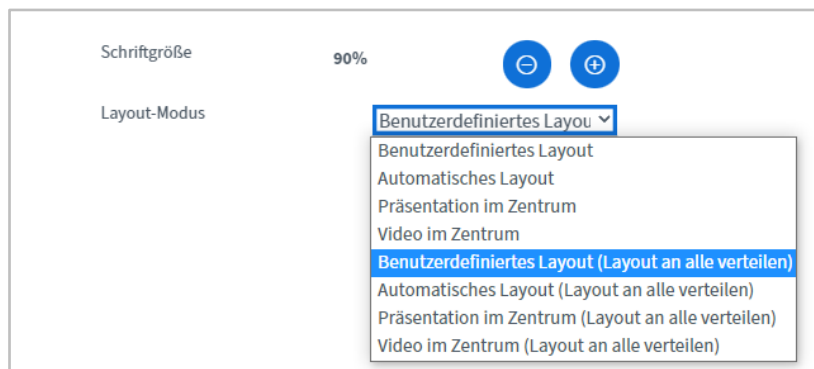 Schriftgröße 90%
Layout-Modus Benutzerdefiniertes Layou
Benutzerdefiniertes Layout
Automatisches Layout
Präsentation im Zentrum
Video im Zentrum
Benutzerdefiniertes Layout (Layout an alle verteilen)
Automatisches Layout (Layout an alle verteilen)
Präsentation im Zentrum (Layout an alle verteilen)
Video im Zentrum (Layout an alle verteilen)